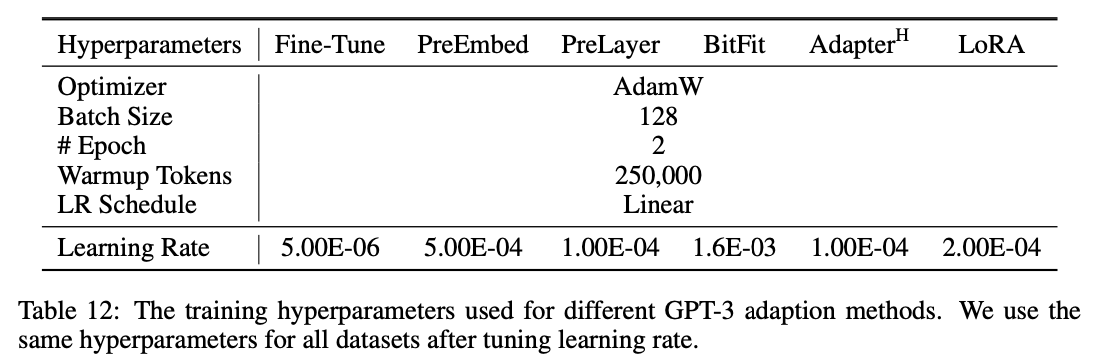 Hyperparameters Fine-Tune PreEmbed PreLayer BitFit Adapter^H LoRA
Optimizer AdamW
Batch Size 128
# Epoch 2
Warmup Tokens 250,000
LR Schedule Linear
Learning Rate 5.00E-06 5.00E-04 1.00E-04 1.6E-03 1.00E-04 2.00E-04
Table 12: The training hyperparameters used for different GPT-3 adaption methods. We use the
same hyperparameters for all datasets after tuning learning rate.